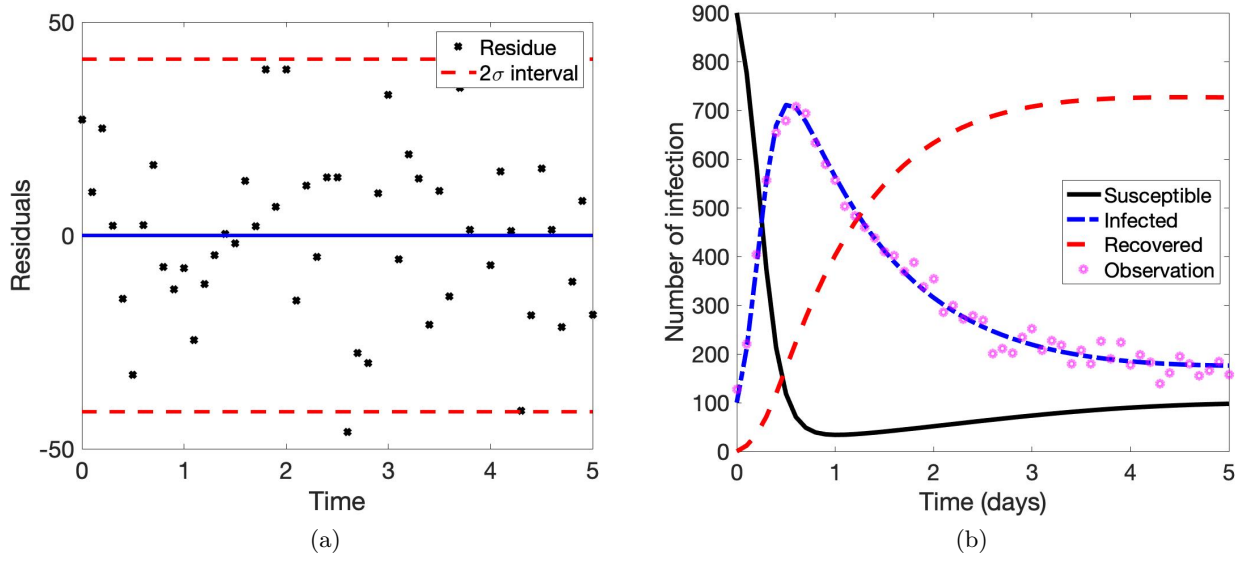 50
0
-50
Residuals
Residue
2σ interval
0 1 2 3 4 5
Time
(a)
900
800
700
600
500
400
300
200
100
0
Number of infection
Susceptible
Infected
Recovered
Observation
0 1 2 3 4 5
Time (days)
(b)